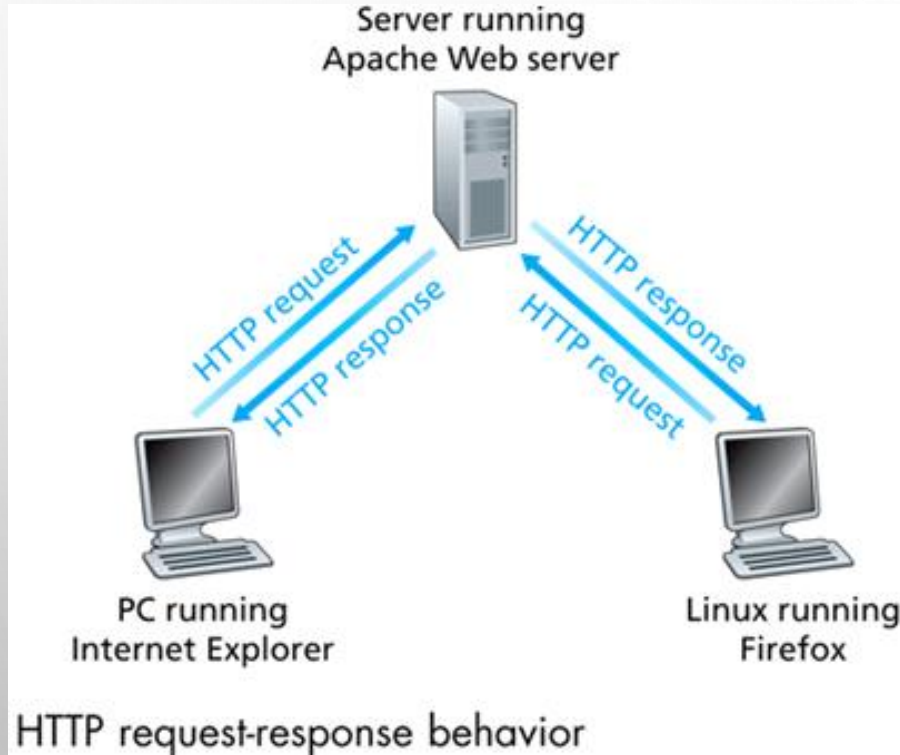 Server running
Apache Web server
HTTP request
HTTP response
HTTP response
HTTP request
PC running
Internet Explorer
Linux running
Firefox
HTTP request-response behavior